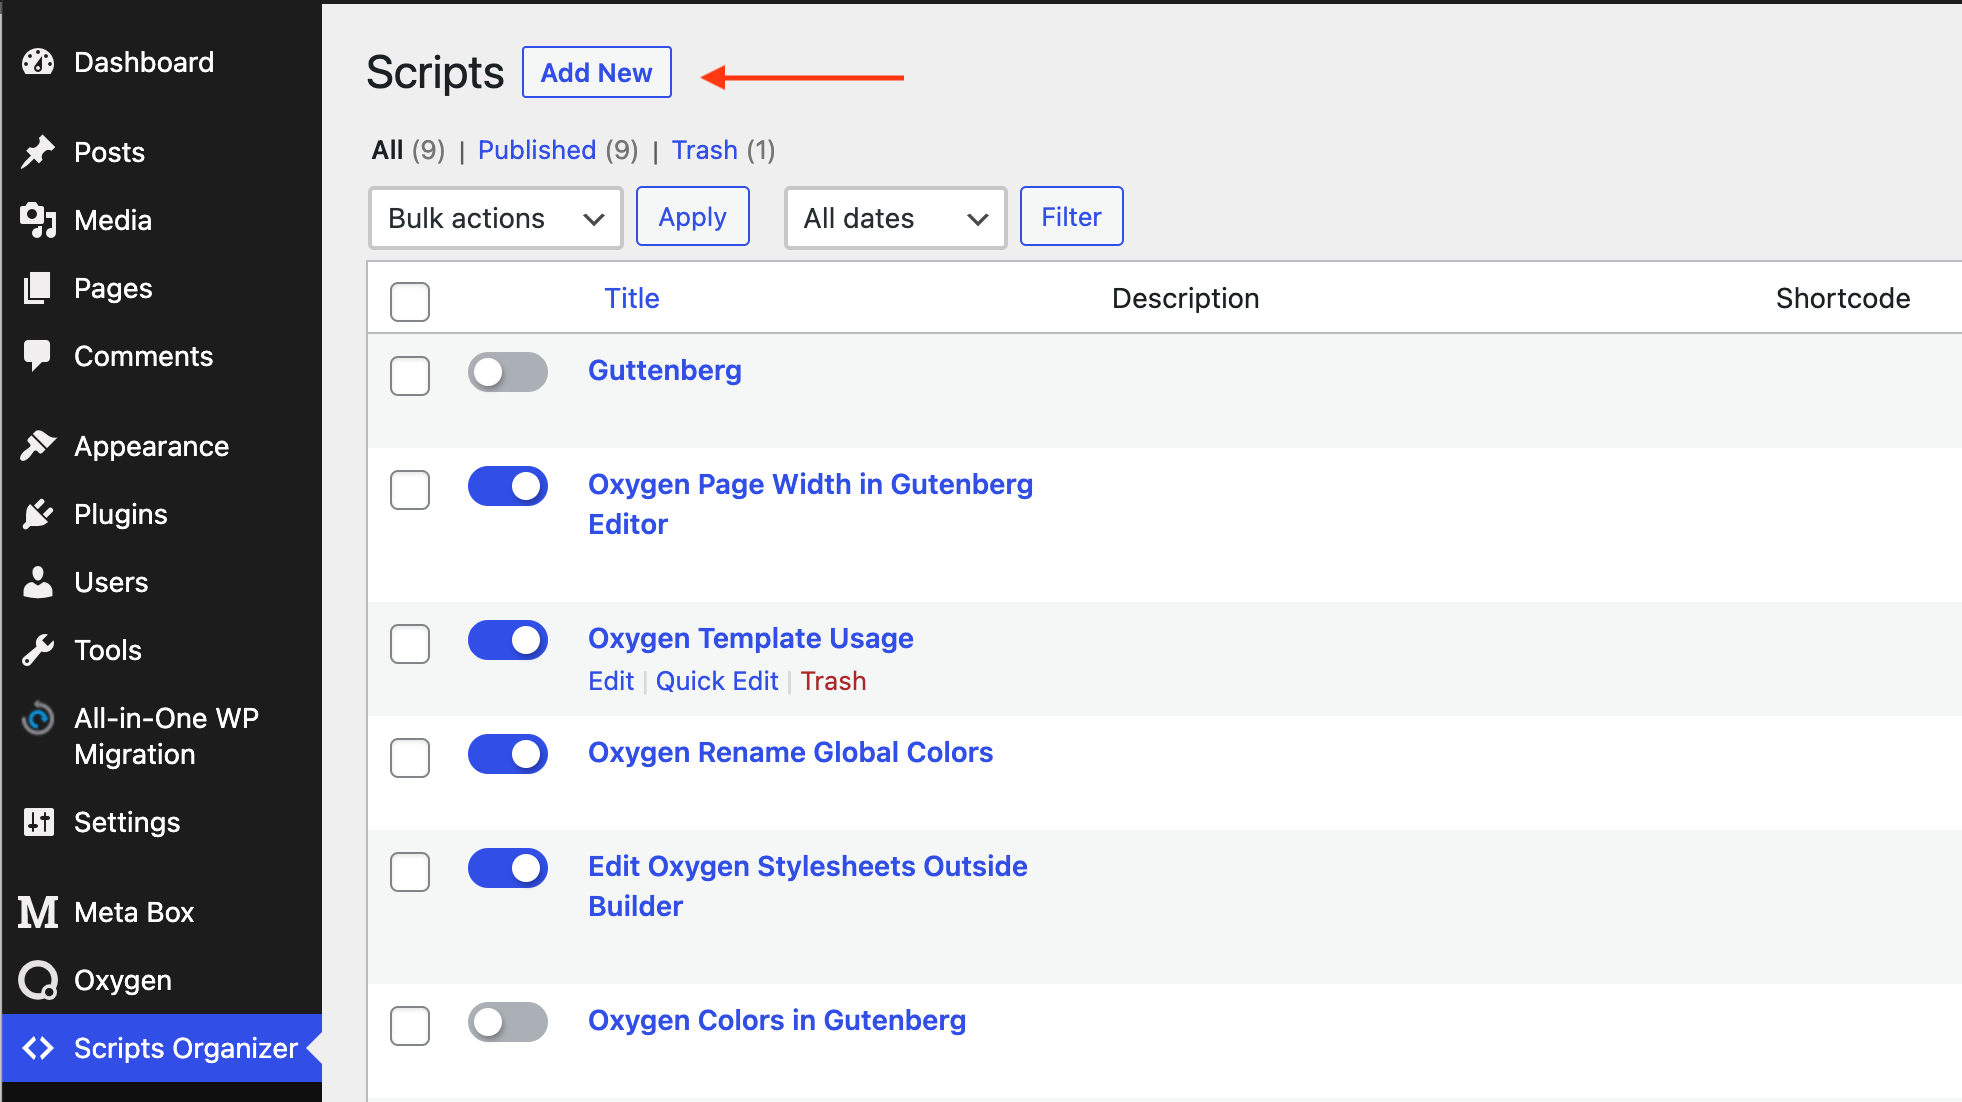 Dashboard
Posts
Media
Pages
Comments
Appearance
Plugins
Users
Tools
All-in-One WP
Migration
Settings
Meta Box
Oxygen
Scripts Organizer
Scripts Add New
All (9) | Published (9) | Trash (1)
Bulk actions Apply All dates Filter
Title Description Shortcode
Guttenberg
Oxygen Page Width in Gutenberg
Editor
Oxygen Template Usage
Edit | Quick Edit | Trash
Oxygen Rename Global Colors
Edit Oxygen Stylesheets Outside
Builder
Oxygen Colors in Gutenberg